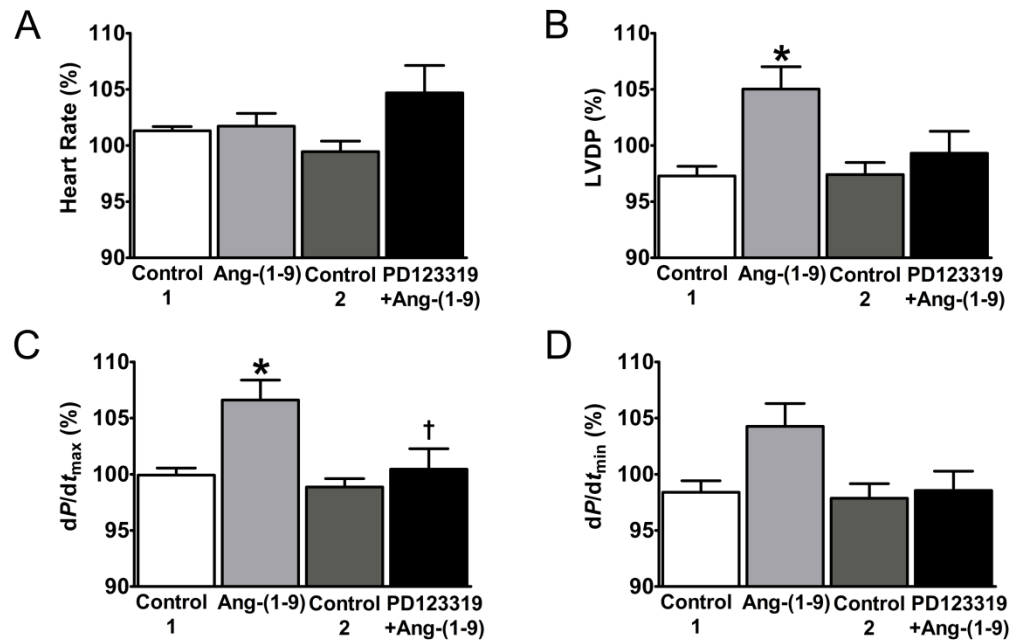 A
Heart Rate (%)
110
105
100
95
90
Control Ang-(1-9) Control PD123319
1 2 +Ang-(1-9)
B
LVDP (%)
110
105
100
95
90
*
Control Ang-(1-9) Control PD123319
1 2 +Ang-(1-9)
C
dP/dtmax (%)
110
105
100
95
90
*
†
Control Ang-(1-9) Control PD123319
1 2 +Ang-(1-9)
D
dP/dtmin (%)
110
105
100
95
90
Control Ang-(1-9) Control PD123319
1 2 +Ang-(1-9)